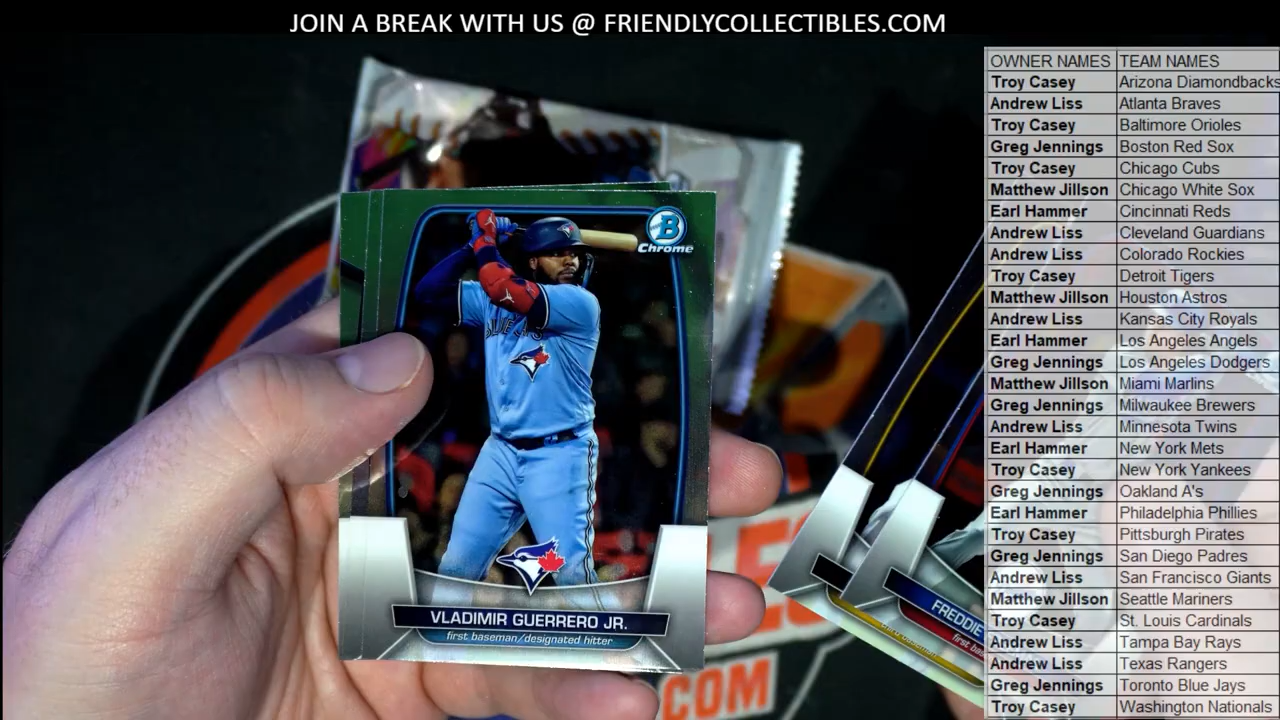 JOIN A BREAK WITH US @ FRIENDLYCOLLECTIBLES.COM
OWNER NAMES TEAM NAMES
Troy Casey Arizona Diamondbacks
Andrew Liss Atlanta Braves
Troy Casey Baltimore Orioles
Greg Jennings Boston Red Sox
Troy Casey Chicago Cubs
Matthew Jillson Chicago White Sox
Earl Hammer Cincinnati Reds
Andrew Liss Cleveland Guardians
Andrew Liss Colorado Rockies
Troy Casey Detroit Tigers
Matthew Jillson Houston Astros
Andrew Liss Kansas City Royals
Earl Hammer Los Angeles Angels
Greg Jennings Los Angeles Dodgers
Matthew Jillson Miami Marlins
Greg Jennings Milwaukee Brewers
Andrew Liss Minnesota Twins
Earl Hammer New York Mets
Troy Casey New York Yankees
Greg Jennings Oakland A's
Earl Hammer Philadelphia Phillies
Troy Casey Pittsburgh Pirates
Greg Jennings San Diego Padres
Andrew Liss San Francisco Giants
Matthew Jillson Seattle Mariners
Troy Casey St. Louis Cardinals
Andrew Liss Tampa Bay Rays
Andrew Liss Texas Rangers
Greg Jennings Toronto Blue Jays
Troy Casey Washington Nationals
B
Chrome
VLADIMIR GUERRERO JR.
first baseman/designated hitter
FREDDIE
first
.COM